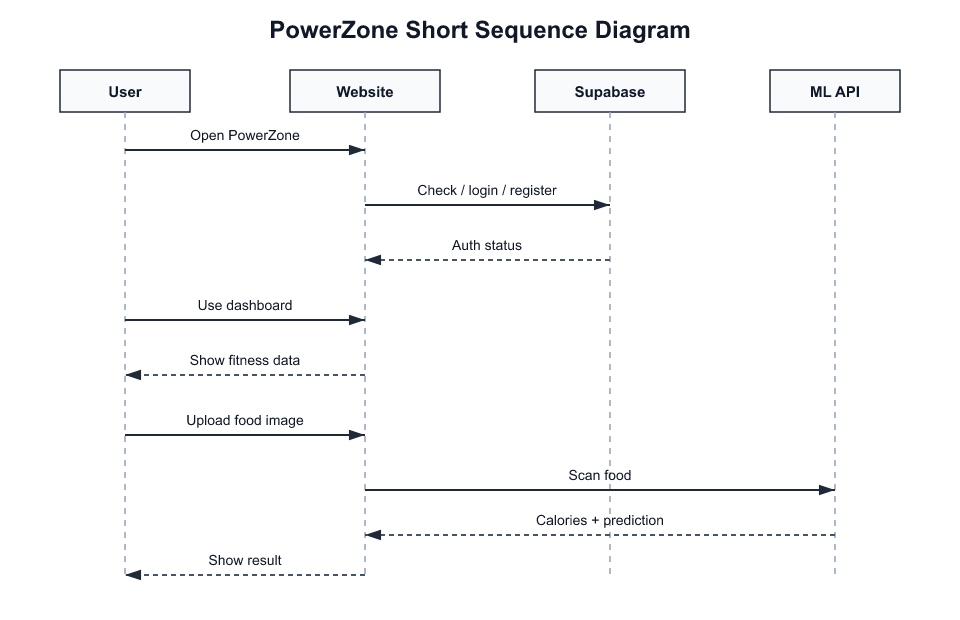 PowerZone Short Sequence Diagram
User
Website
Supabase
ML API
Open PowerZone
Check / login / register
Auth status
Use dashboard
Show fitness data
Upload food image
Scan food
Calories + prediction
Show result